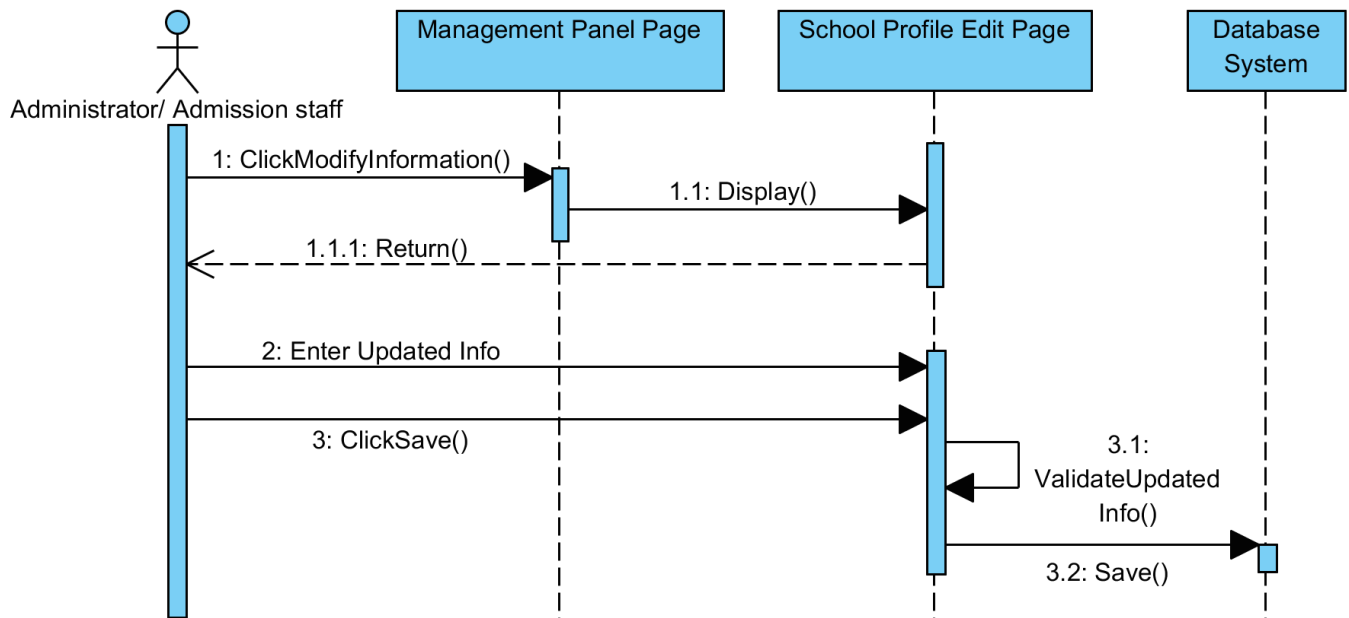 Management Panel Page
School Profile Edit Page
Database
System
Administrator/ Admission staff
1: ClickModifyInformation()
1.1: Display()
1.1.1: Return()
2: Enter Updated Info
3: ClickSave()
3.1:
ValidateUpdated
Info()
3.2: Save()